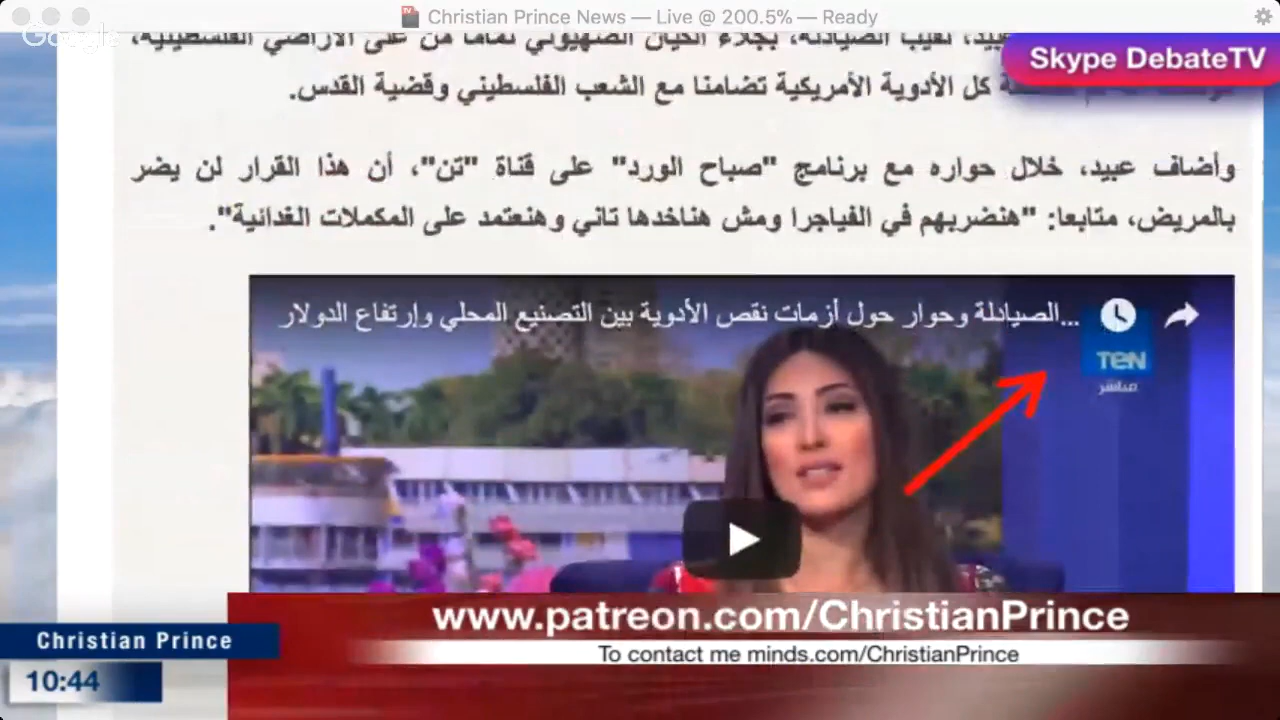 Christian Prince News — Live @ 200.5% — Ready
Google
Skype DebateTV
نقيب الصيادلة، بجلاء الكيان الصهيوني تماما من على الأراضي الفلسطينية،
كل الأدوية الأمريكية تضامنا مع الشعب الفلسطيني وقضية القدس.
وأضاف عبيد، خلال حواره مع برنامج "صباح الورد" على قناة "تن"، أن هذا القرار لن يضر
بالمريض، متابعا: "هنضربهم في الفياجرا ومش هناخدها تاني وهنعتمد على المكملات الغدائية".
الصيادلة وحوار حول أزمات نقص الأدوية بين التصنيع المحلي وإرتفاع الدولار...
TeN
مباشر
www.patreon.com/ChristianPrince
Christian Prince
To contact me minds.com/ChristianPrince
10:44